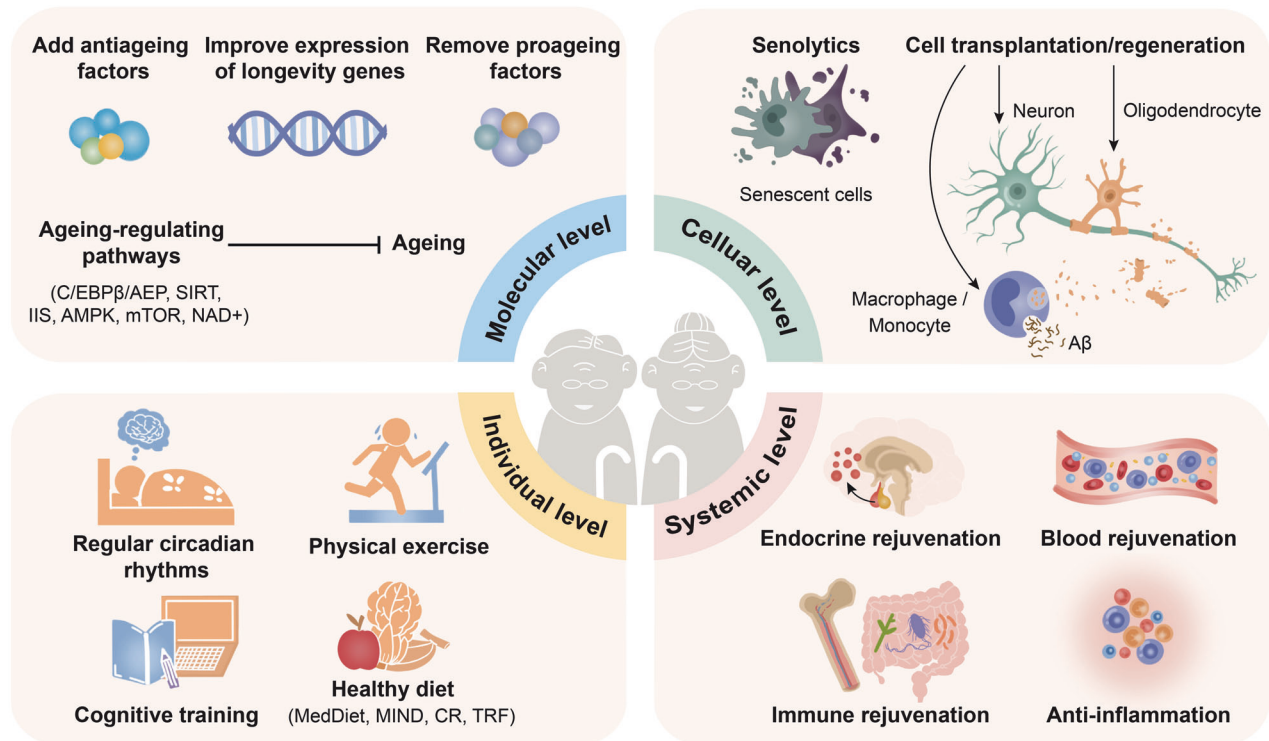 Add antiageing
factors
Improve expression
of longevity genes
Remove proageing
factors
Ageing-regulating
pathways
Ageing
(C/EBPβ/AEP, SIRT,
IIS, AMPK, mTOR, NAD+)
Molecular level
Senolytics
Senescent cells
Cell transplantation/regeneration
Neuron
Oligodendrocyte
Macrophage /
Monocyte
Aβ
Celluar level
Individual level
Regular circadian
rhythms
Physical exercise
Cognitive training
Healthy diet
(MedDiet, MIND, CR, TRF)
Systemic level
Endocrine rejuvenation
Blood rejuvenation
Immune rejuvenation
Anti-inflammation